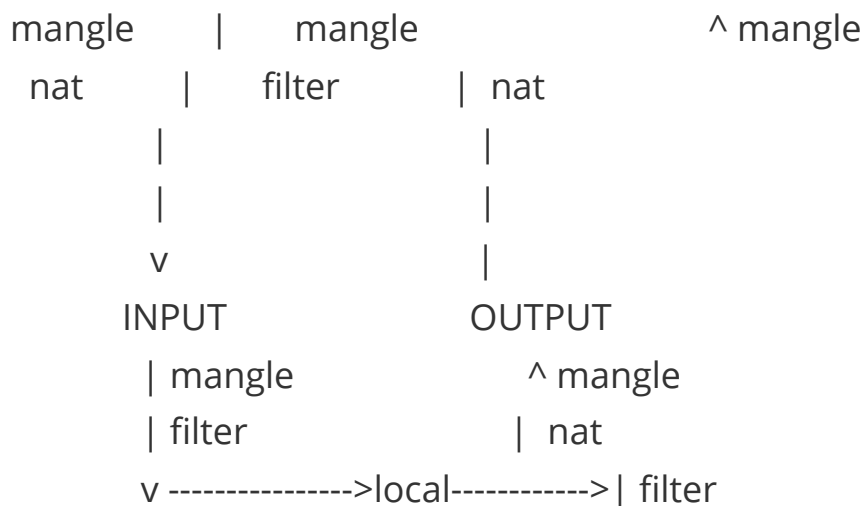 mangle | mangle ^ mangle
nat | filter | nat
| |
| |
v |
INPUT OUTPUT
| mangle ^ mangle
| filter | nat
v ---------------->local------------>| filter